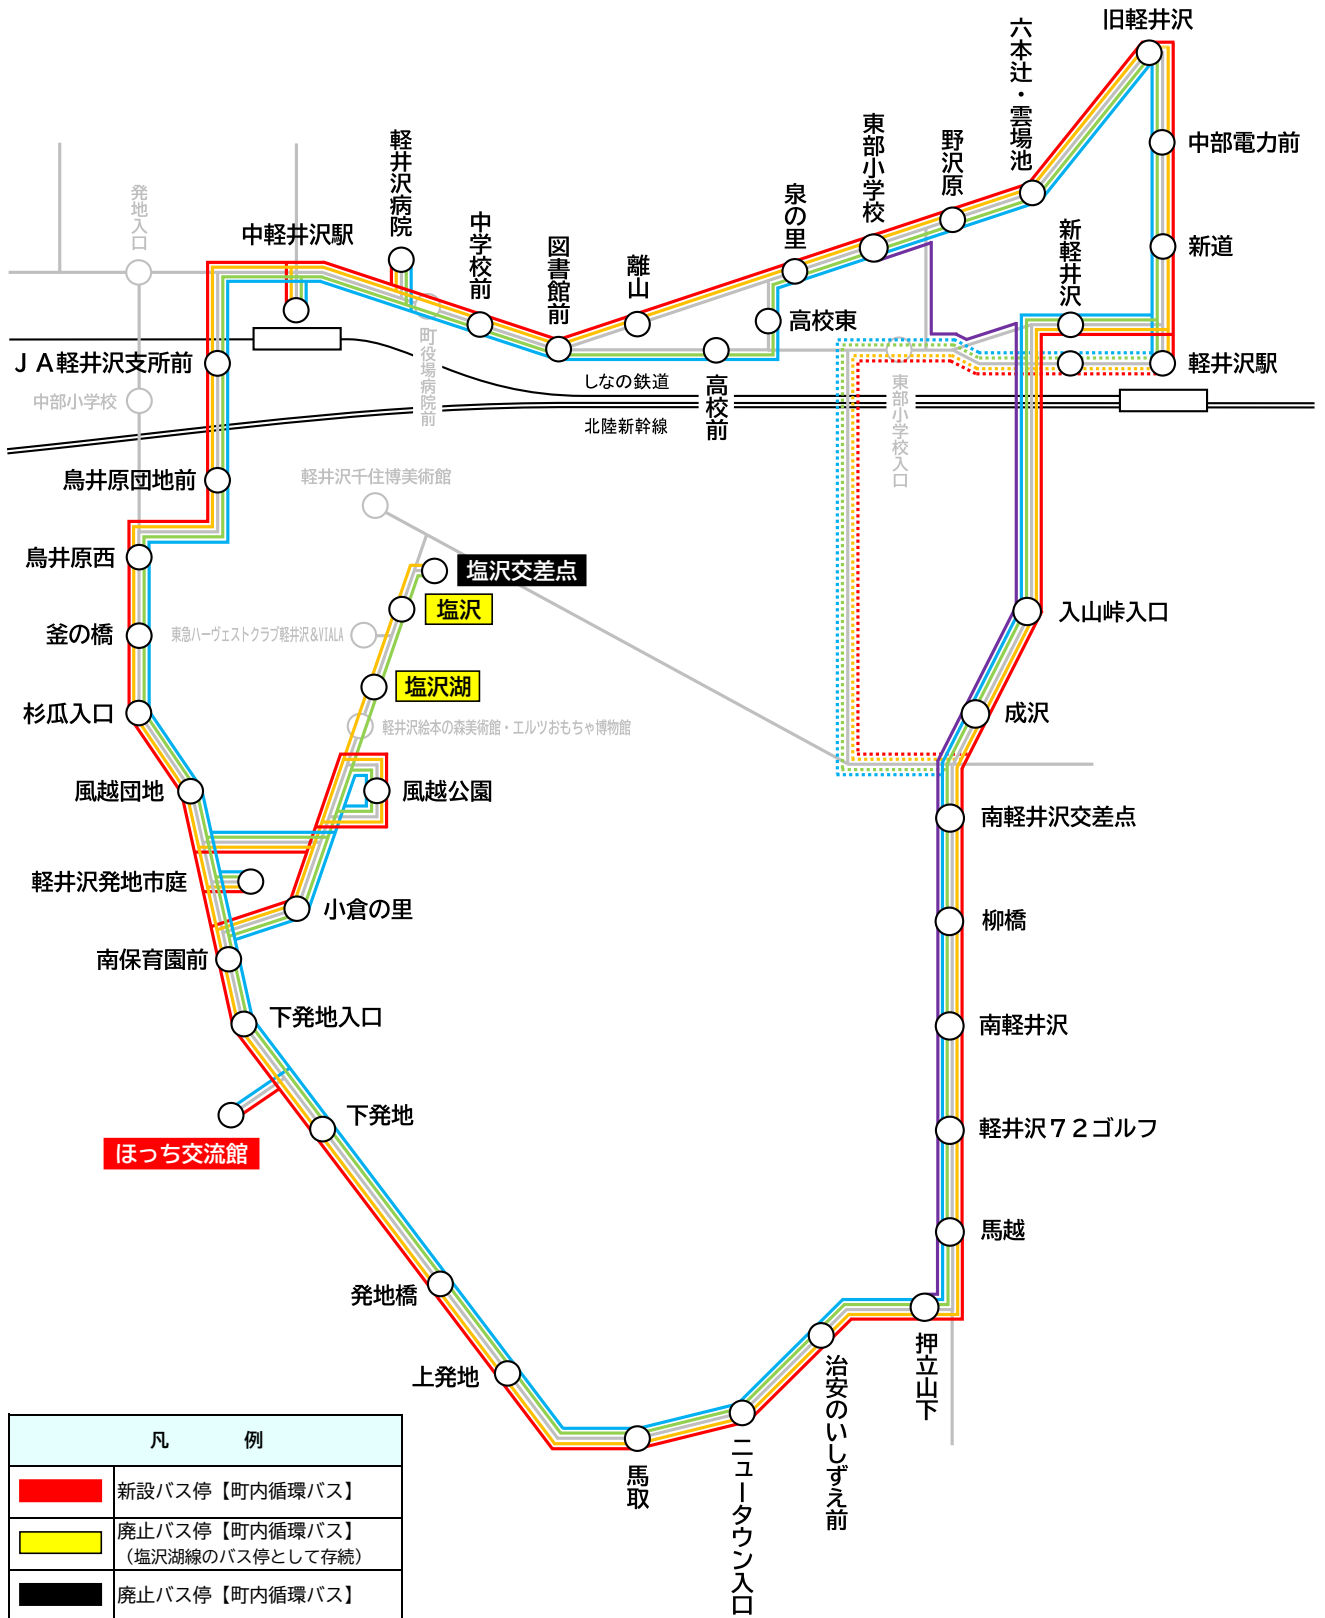 旧軽井沢
六本辻・雲場池
中部電力前
東部小学校
野沢原
軽井沢病院
発地入口
泉の里
中学校前
中軽井沢駅
図書館前
離山
新軽井沢
新道
高校東
町役場病院前
ＪＡ軽井沢支所前
軽井沢駅
しなの鉄道
高校前
東部小学校入口
中部小学校
北陸新幹線
鳥井原団地前
軽井沢千住博美術館
鳥井原西
塩沢交差点
塩沢
入山峠入口
釜の橋
東急ハーヴェストクラブ軽井沢＆VIALA
塩沢湖
杉瓜入口
成沢
軽井沢絵本の森美術館・エルツおもちゃ博物館
風越団地
風越公園
南軽井沢交差点
軽井沢発地市庭
小倉の里
柳橋
南保育園前
下発地入口
南軽井沢
下発地
軽井沢７２ゴルフ
ほっち交流館
馬越
発地橋
押立山下
上発地
治安のいしずえ前
ニュータウン入口
馬取
凡　例
新設バス停【町内循環バス】
廃止バス停【町内循環バス】
（塩沢湖線のバス停として存続）
廃止バス停【町内循環バス】